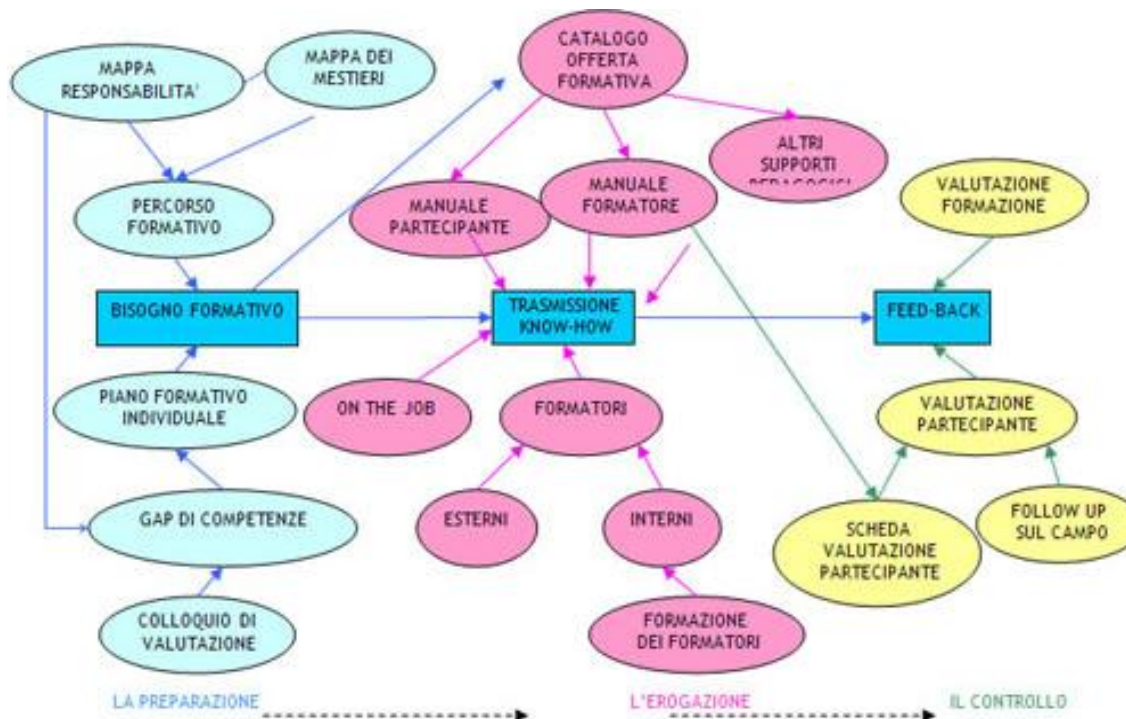 MAPPA
RESPONSABILITA'
MAPPA DEI
MESTIERI
CATALOGO
OFFERTA
FORMATIVA
ALTRI
SUPPORTI
PEDAGOGICI
PERCORSO
FORMATIVO
MANUALE
PARTECIPANTE
MANUALE
FORMATORE
VALUTAZIONE
FORMAZIONE
BISOGNO FORMATIVO
TRASMISSIONE
KNOW-HOW
FEED-BACK
PIANO FORMATIVO
INDIVIDUALE
ON THE JOB
FORMATORI
VALUTAZIONE
PARTECIPANTE
GAP DI COMPETENZE
ESTERNI
INTERNI
SCHEDA
VALUTAZIONE
PARTECIPANTE
FOLLOW UP
SUL CAMPO
COLLOQUIO DI
VALUTAZIONE
FORMAZIONE
DEI FORMATORI
LA PREPARAZIONE
L'EROGAZIONE
IL CONTROLLO